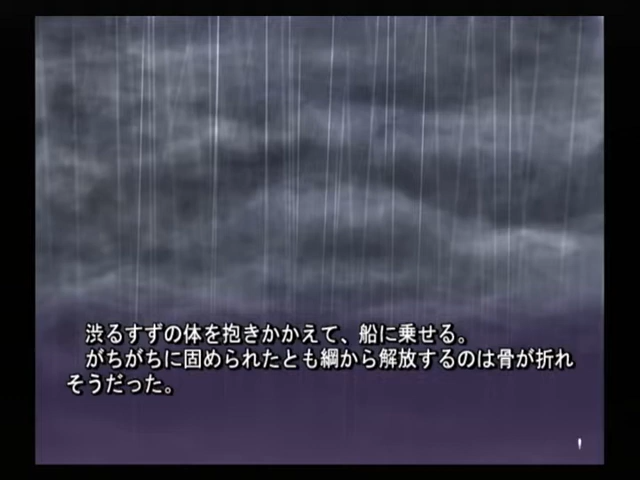 渋るすずの体を抱きかかえて、船に乗せる。
がちがちに固められたとも綱から解放するのは骨が折れ
そうだった。